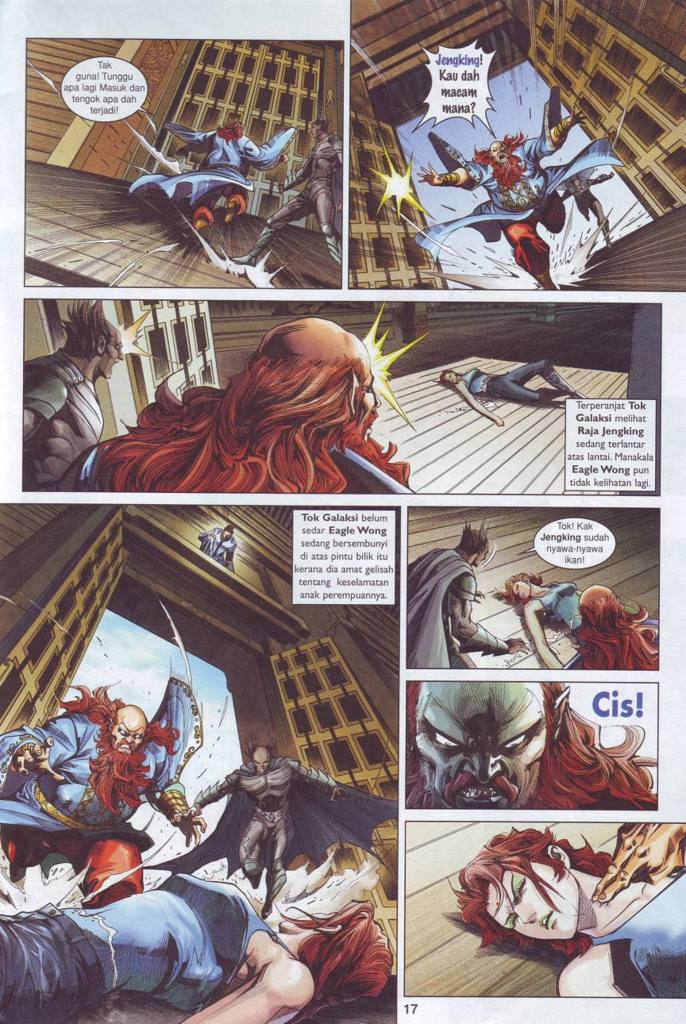 Tak
guna! Tunggu
apa lagi Masuk dan
tengok apa dah
terjadi!
Jengking!
Kau dah
macam
mana?
Terperanjat Tok
Galaksi melihat
Raja Jengking
sedang terlantar
atas lantai. Manakala
Eagle Wong pun
tidak kelihatan lagi.
Tok Galaksi belum
sedar Eagle Wong
sedang bersembunyi
di atas pintu bilik itu
kerana dia amat gelisah
tentang keselamatan
anak perempuannya.
Tok! Kak
Jengking sudah
nyawa-nyawa
ikan!
Cis!
17